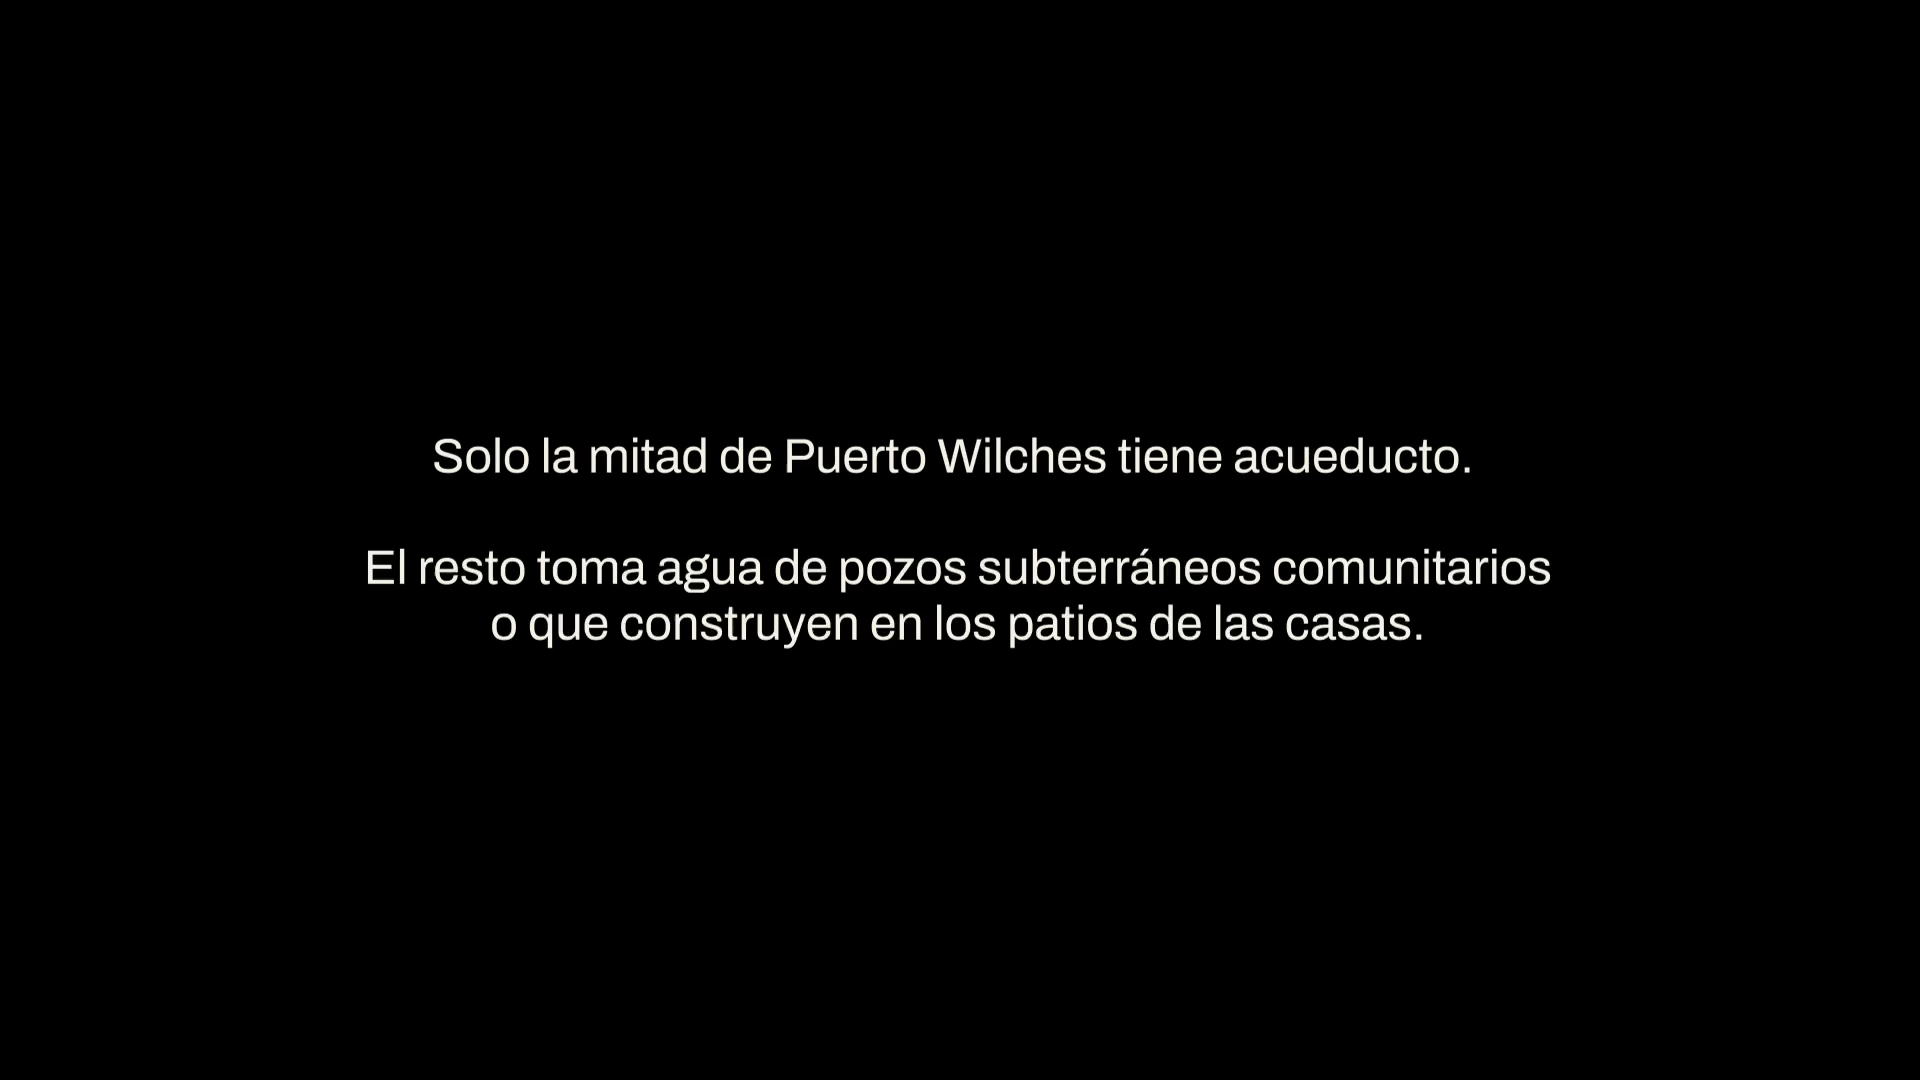 Solo la mitad de Puerto Wilches tiene acueducto.
El resto toma agua de pozos subterráneos comunitarios
o que construyen en los patios de las casas.